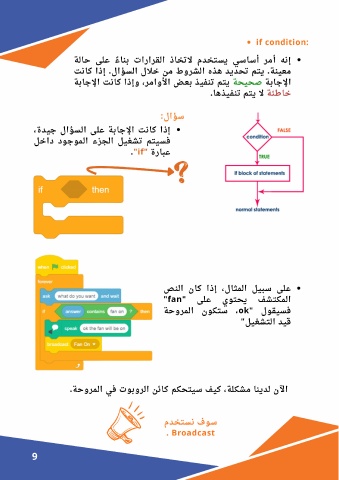 if condition:
إنه أمر أساسي يستخدم لاتخاذ القرارات بناءً على حالة
معينة. يتم تحديد هذه الشروط من خلال السؤال. إذا كانت
الإجابة صحيحة يتم تنفيذ بعض الأوامر، وإذا كانت الإجابة
خاطئة لا يتم تنفيذها.
سؤال:
إذا كانت الإجابة على السؤال جيدة،
فسيتم تشغيل الجزء الموجود داخل
عبارة "if".
condition
FALSE
TRUE
if block of statements
normal statements
if then
when clicked
forever
ask what do you want and wait
if answer contains fan on ? then
speak ok the fan will be on
broadcast Fan On
على سبيل المثال، إذا كان النص
المكتشف يحتوي على "fan"
فسيقول "ok، ستكون المروحة
قيد التشغيل"
الآن لدينا مشكلة، كيف سيتحكم كائن الروبوت في المروحة.
سوف نستخدم
Broadcast .
9